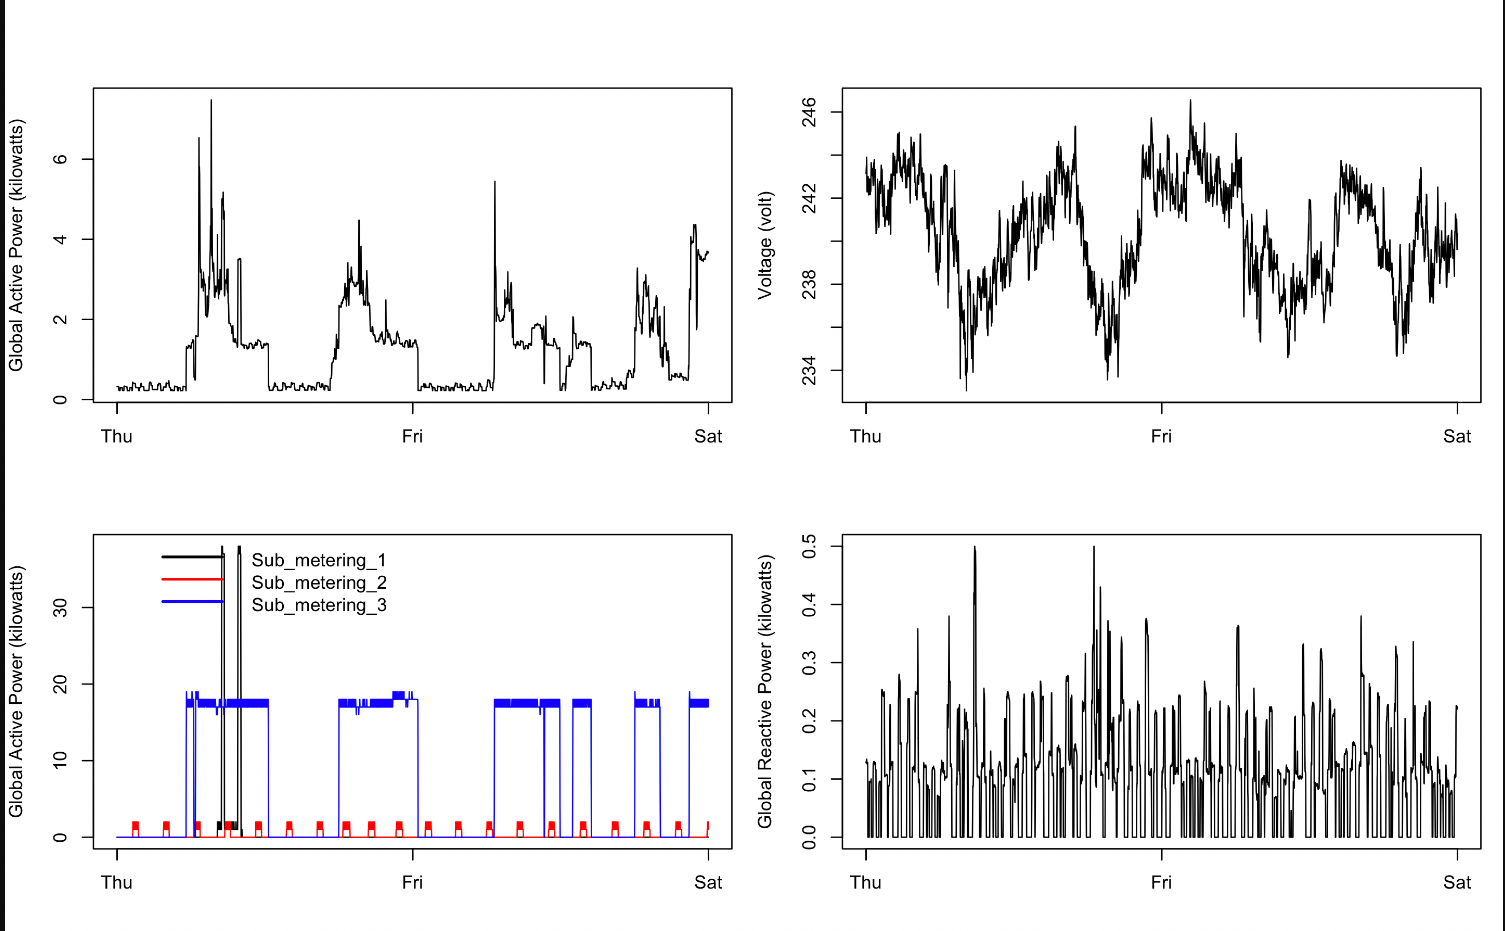 Global Active Power (kilowatts)
6
4
2
0
Thu
Fri
Sat
Voltage (volt)
246
242
238
234
Thu
Fri
Sat
Global Active Power (kilowatts)
30
20
10
0
Sub_metering_1
Sub_metering_2
Sub_metering_3
Thu
Fri
Sat
Global Reactive Power (kilowatts)
0.5
0.4
0.3
0.2
0.1
0.0
Thu
Fri
Sat